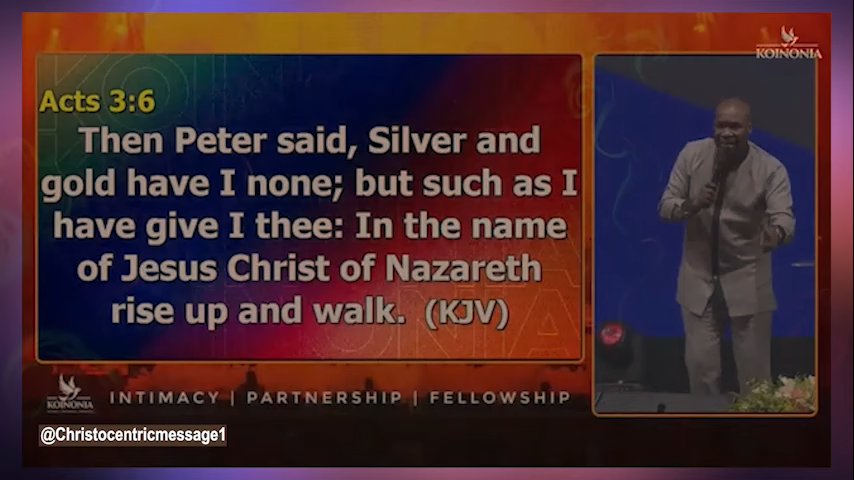 KOINONIA
Acts 3:6
Then Peter said, Silver and
gold have I none; but such as I
have give I thee: In the name
of Jesus Christ of Nazareth
rise up and walk. (KJV)
KOINONIA
INTIMACY | PARTNERSHIP | FELLOWSHIP
@Christocentricmessage1